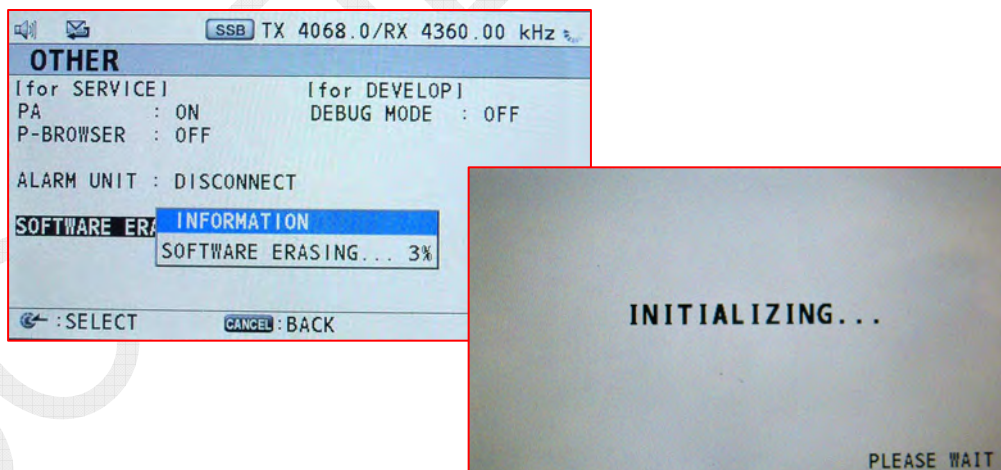 SSB TX 4068.0/RX 4360.00 kHz
OTHER
[for SERVICE] [for DEVELOP]
PA : ON DEBUG MODE : OFF
P-BROWSER : OFF
ALARM UNIT : DISCONNECT
SOFTWARE ERA
INFORMATION
SOFTWARE ERASING... 3%
:SELECT CANCEL:BACK
INITIALIZING...
PLEASE WAIT